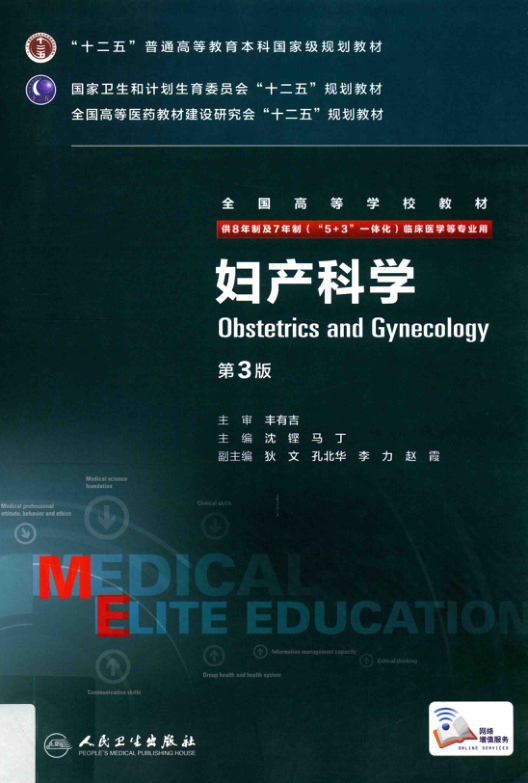 “十二五”普通高等教育本科国家级规划教材
国家卫生和计划生育委员会“十二五”规划教材
全国高等医药教材建设研究会“十二五”规划教材
全国高等学校教材
供8年制及7年制（“5+3”一体化）临床医学等专业用
妇产科学
Obstetrics and Gynecology
第3版
主 审 丰有吉
主 编 沈 铿 马 丁
副主编 狄 文 孔北华 李 力 赵 霞
Medical science
foundation
Medical professional
attitude, behavior and ethics
Clinical skills
MEDICAL
ELITE EDUCATION
Information management capacity
Critical thinking
Group health and health system
Communication skills
人民卫生出版社
PEOPLE'S MEDICAL PUBLISHING HOUSE
网络
增值服务
ONLINE SERVICES